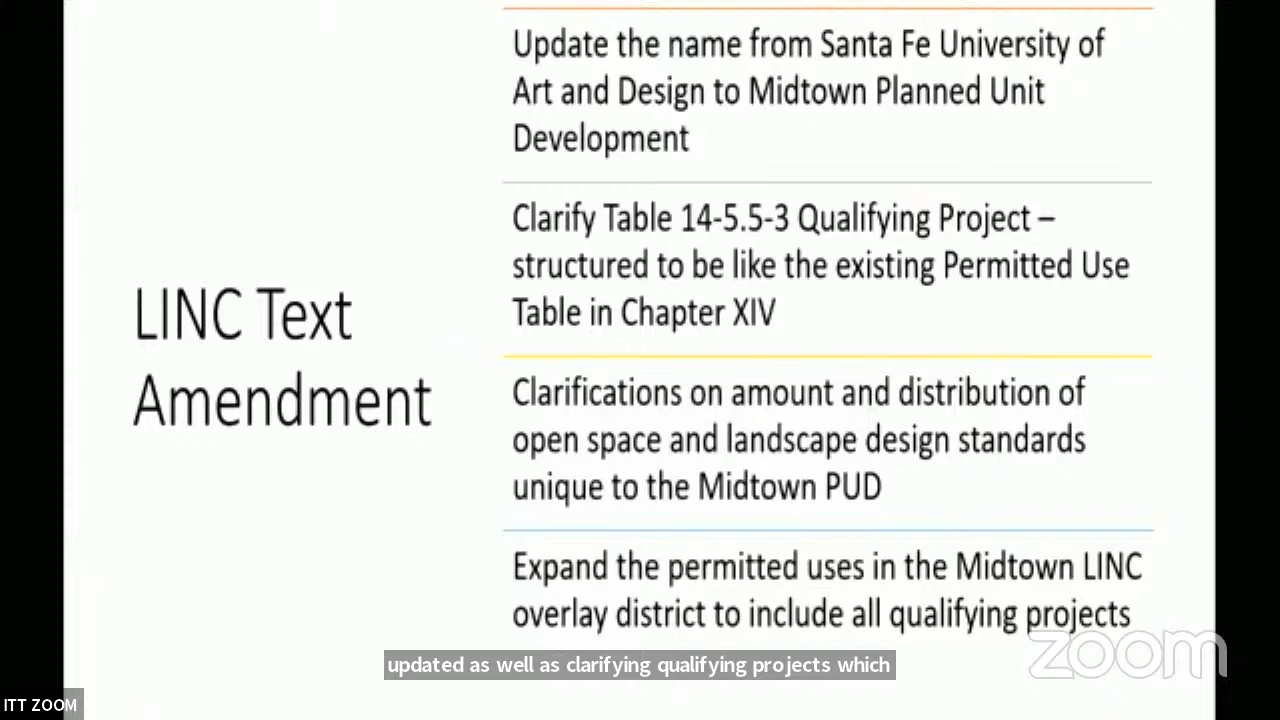 LINC Text
Amendment
Update the name from Santa Fe University of
Art and Design to Midtown Planned Unit
Development
Clarify Table 14-5.5-3 Qualifying Project –
structured to be like the existing Permitted Use
Table in Chapter XIV
Clarifications on amount and distribution of
open space and landscape design standards
unique to the Midtown PUD
Expand the permitted uses in the Midtown LINC
overlay district to include all qualifying projects
zoom
updated as well as clarifying qualifying projects which
ITT ZOOM